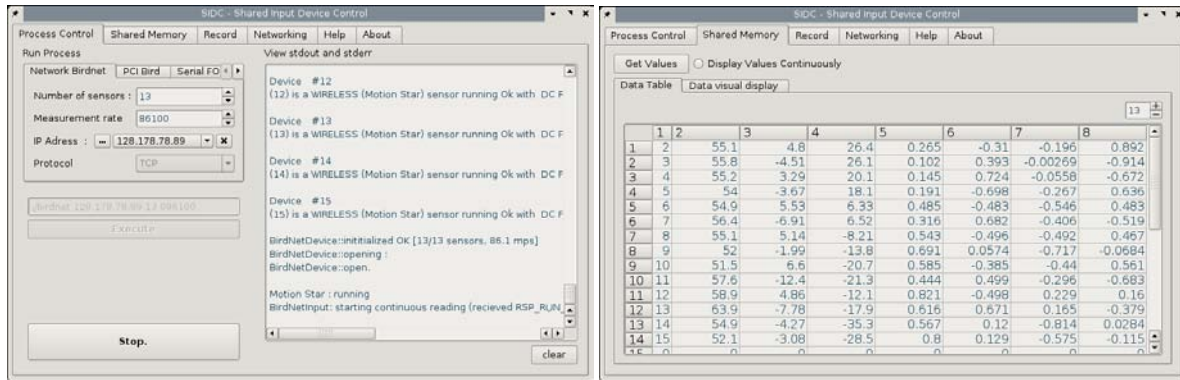 SIDC - Shared Input Device Control
Process Control Shared Memory Record Networking Help About
Run Process
Network Birdnet PCI Bird Serial FO
Number of sensors : 13
Measurement rate 86100
IP Adress : ... 128.178.78.89
Protocol TCP
./birdnet 128.178.78.89 13 086100
Execute
Stop.
View stdout and stderr
Device #12
(12) is a WIRELESS (Motion Star) sensor running Ok with DC F
Device #13
(13) is a WIRELESS (Motion Star) sensor running Ok with DC F
Device #14
(14) is a WIRELESS (Motion Star) sensor running Ok with DC F
Device #15
(15) is a WIRELESS (Motion Star) sensor running Ok with DC F
BirdNetDevice::inititialized OK [13/13 sensors, 86.1 mps]
BirdNetDevice::opening :
BirdNetDevice::open.
Motion Star : running
BirdNetInput: starting continuous reading (recieved RSP_RUN_
clear
SIDC - Shared Input Device Control
Process Control Shared Memory Record Networking Help About
Get Values Display Values Continuously
Data Table Data visual display
13
1 2 3 4 5 6 7 8
1 2 55.1 4.8 26.4 0.265 -0.31 -0.196 0.892
2 3 55.8 -4.51 26.1 0.102 0.393 -0.00269 -0.914
3 4 55.2 3.29 20.1 0.145 0.724 -0.0558 -0.672
4 5 54 -3.67 18.1 0.191 -0.698 -0.267 0.636
5 6 54.9 5.53 6.33 0.485 -0.483 -0.546 0.483
6 7 56.4 -6.91 6.52 0.316 0.682 -0.406 -0.519
7 8 55.1 5.14 -8.21 0.543 -0.496 -0.492 0.467
8 9 52 -1.99 -13.8 0.691 0.0574 -0.717 -0.0684
9 10 51.5 6.6 -20.7 0.585 -0.385 -0.44 0.561
10 11 57.6 -12.4 -21.3 0.444 0.499 -0.296 -0.683
11 12 58.9 4.86 -12.1 0.821 -0.498 0.229 0.16
12 13 63.9 -7.78 -17.9 0.616 0.671 0.165 -0.379
13 14 54.9 -4.27 -35.3 0.567 0.12 -0.814 0.0284
14 15 52.1 -3.08 -28.5 0.8 0.129 -0.575 -0.115
15 0 0 0 0 0 0 0